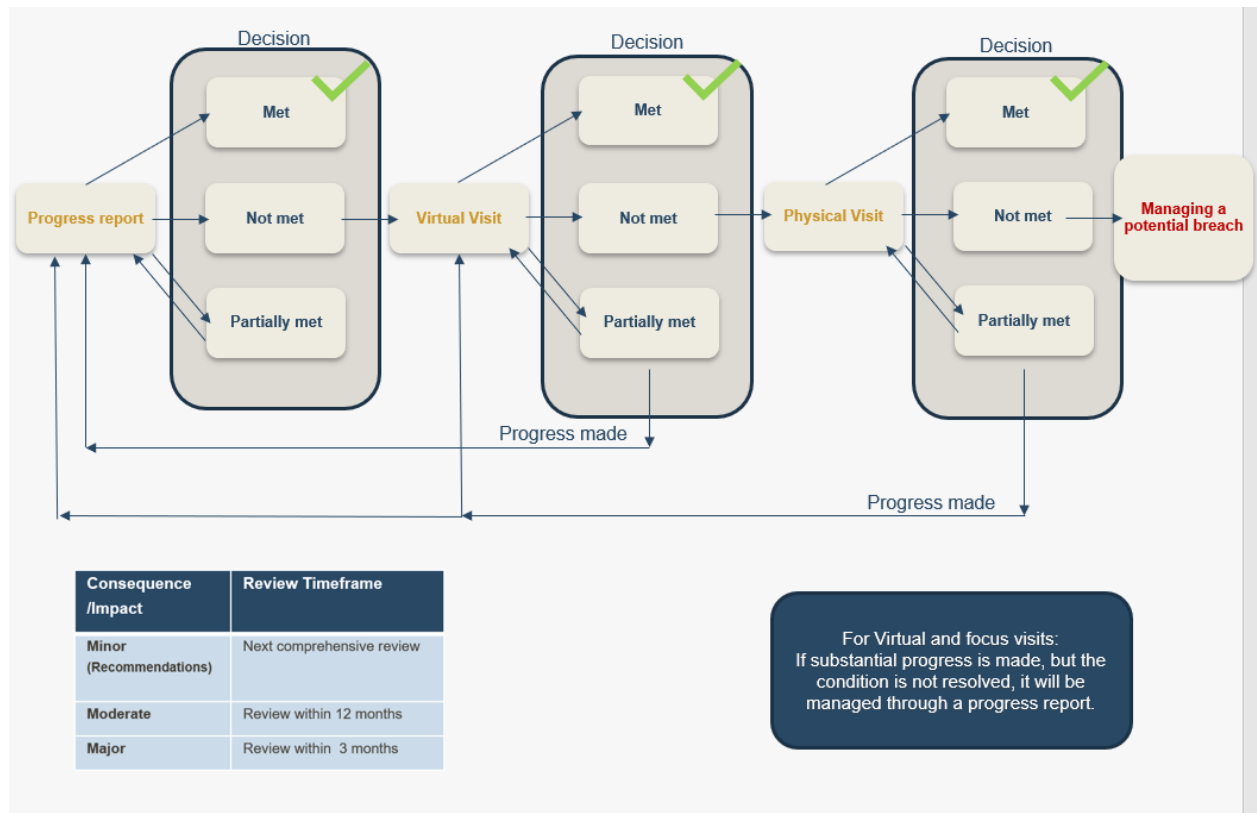 Decision
Decision
Decision
Met
Met
Met
Progress report
Not met
Virtual Visit
Not met
Physical Visit
Not met
Managing a
potential breach
Partially met
Partially met
Partially met
Progress made
Progress made
Consequence
/Impact
Review Timeframe
Minor
(Recommendations)
Next comprehensive review
Moderate
Review within 12 months
Major
Review within  3 months
For Virtual and focus visits:
If substantial progress is made, but the
condition is not resolved, it will be
managed through a progress report.